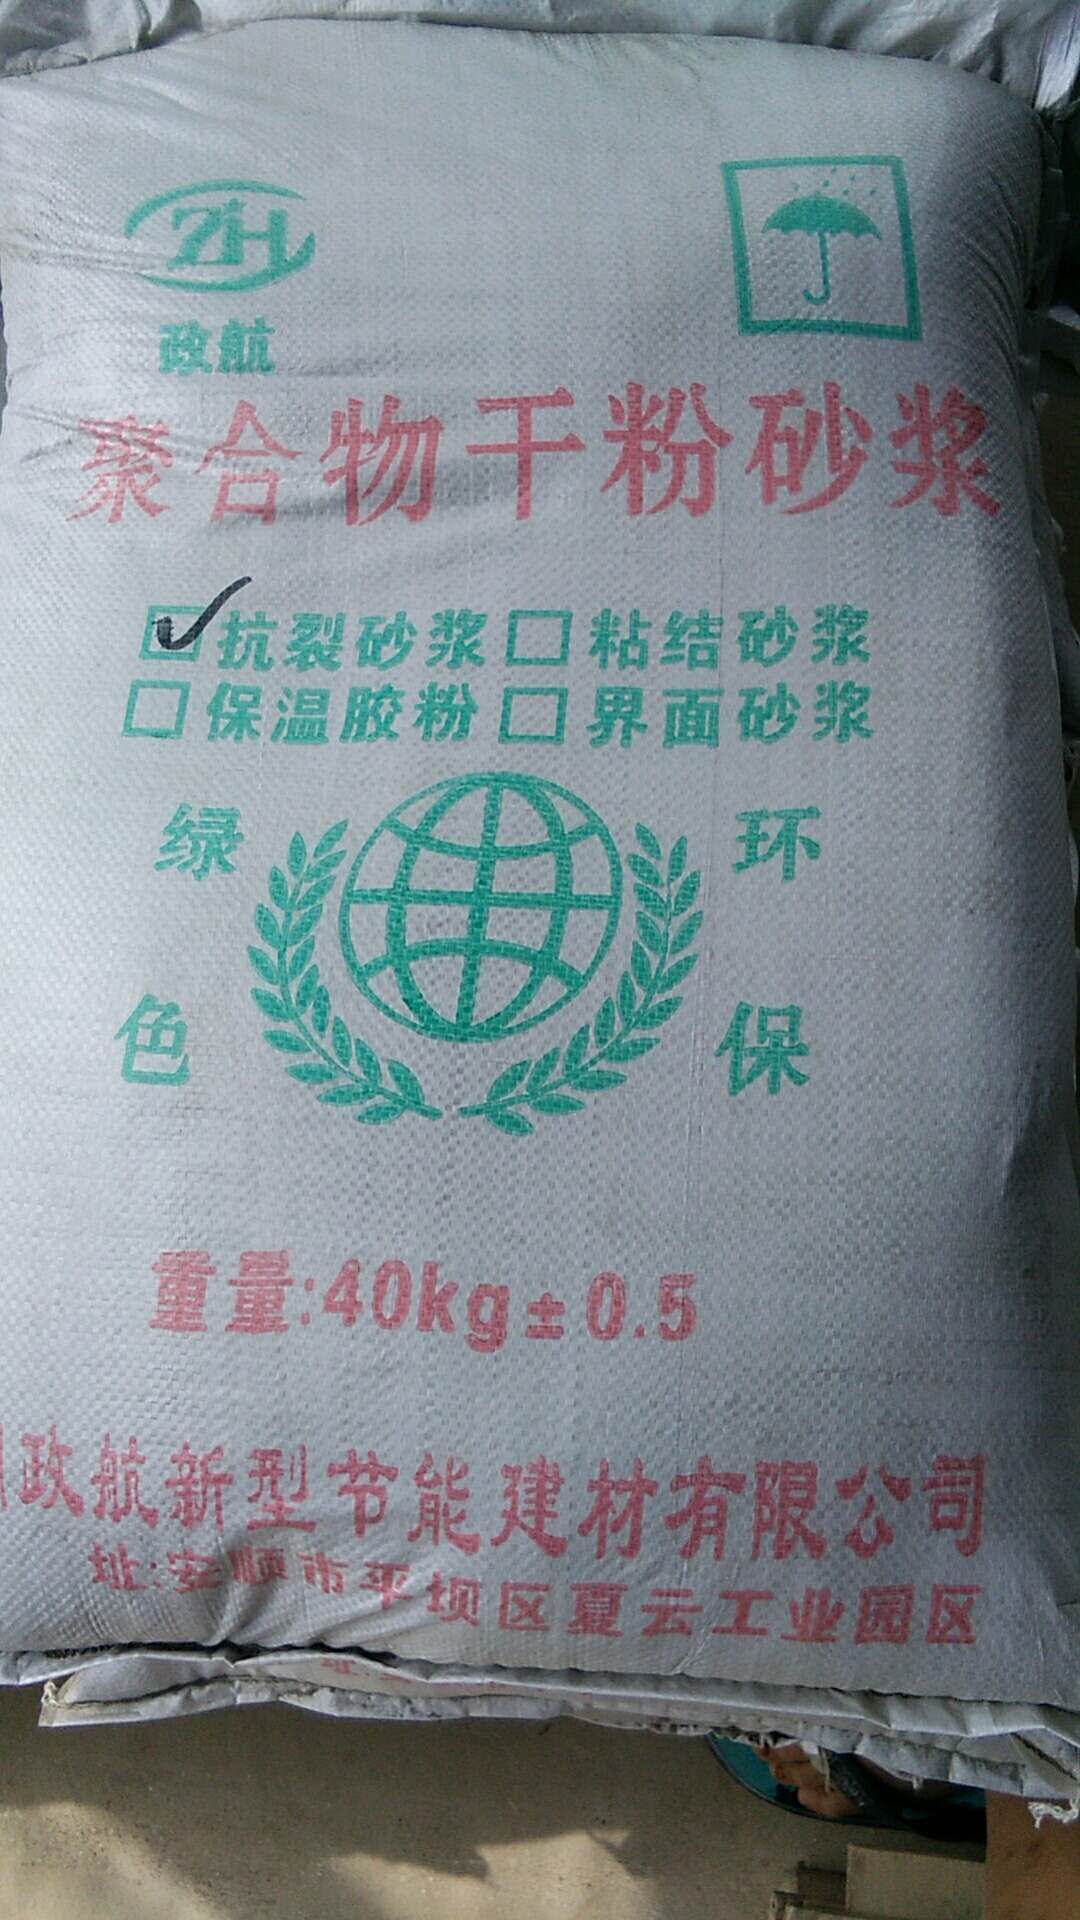 ZH
政航
聚合物干粉砂浆
抗裂砂浆 粘结砂浆
保温胶粉 界面砂浆
绿 环
色 保
重量:40kg±0.5
政航新型节能建材有限公司
址:安顺市平坝区夏云工业园区